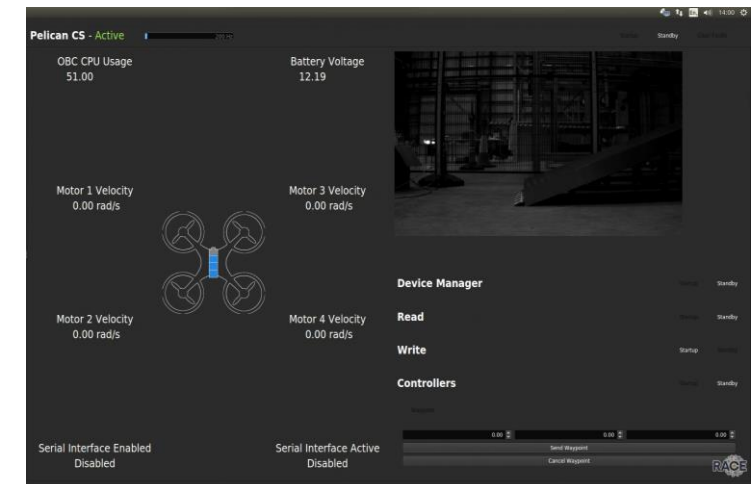 14:00
Pelican CS - Active
Standby
OBC CPU Usage
51.00
Battery Voltage
12.19
Motor 1 Velocity
0.00 rad/s
Motor 3 Velocity
0.00 rad/s
Motor 2 Velocity
0.00 rad/s
Motor 4 Velocity
0.00 rad/s
Serial Interface Enabled
Disabled
Serial Interface Active
Disabled
Device Manager
Standby
Read
Standby
Write
Startup
Controllers
Standby
0.00 0.00 0.00
Send Waypoint
Cancel Waypoint
RACE